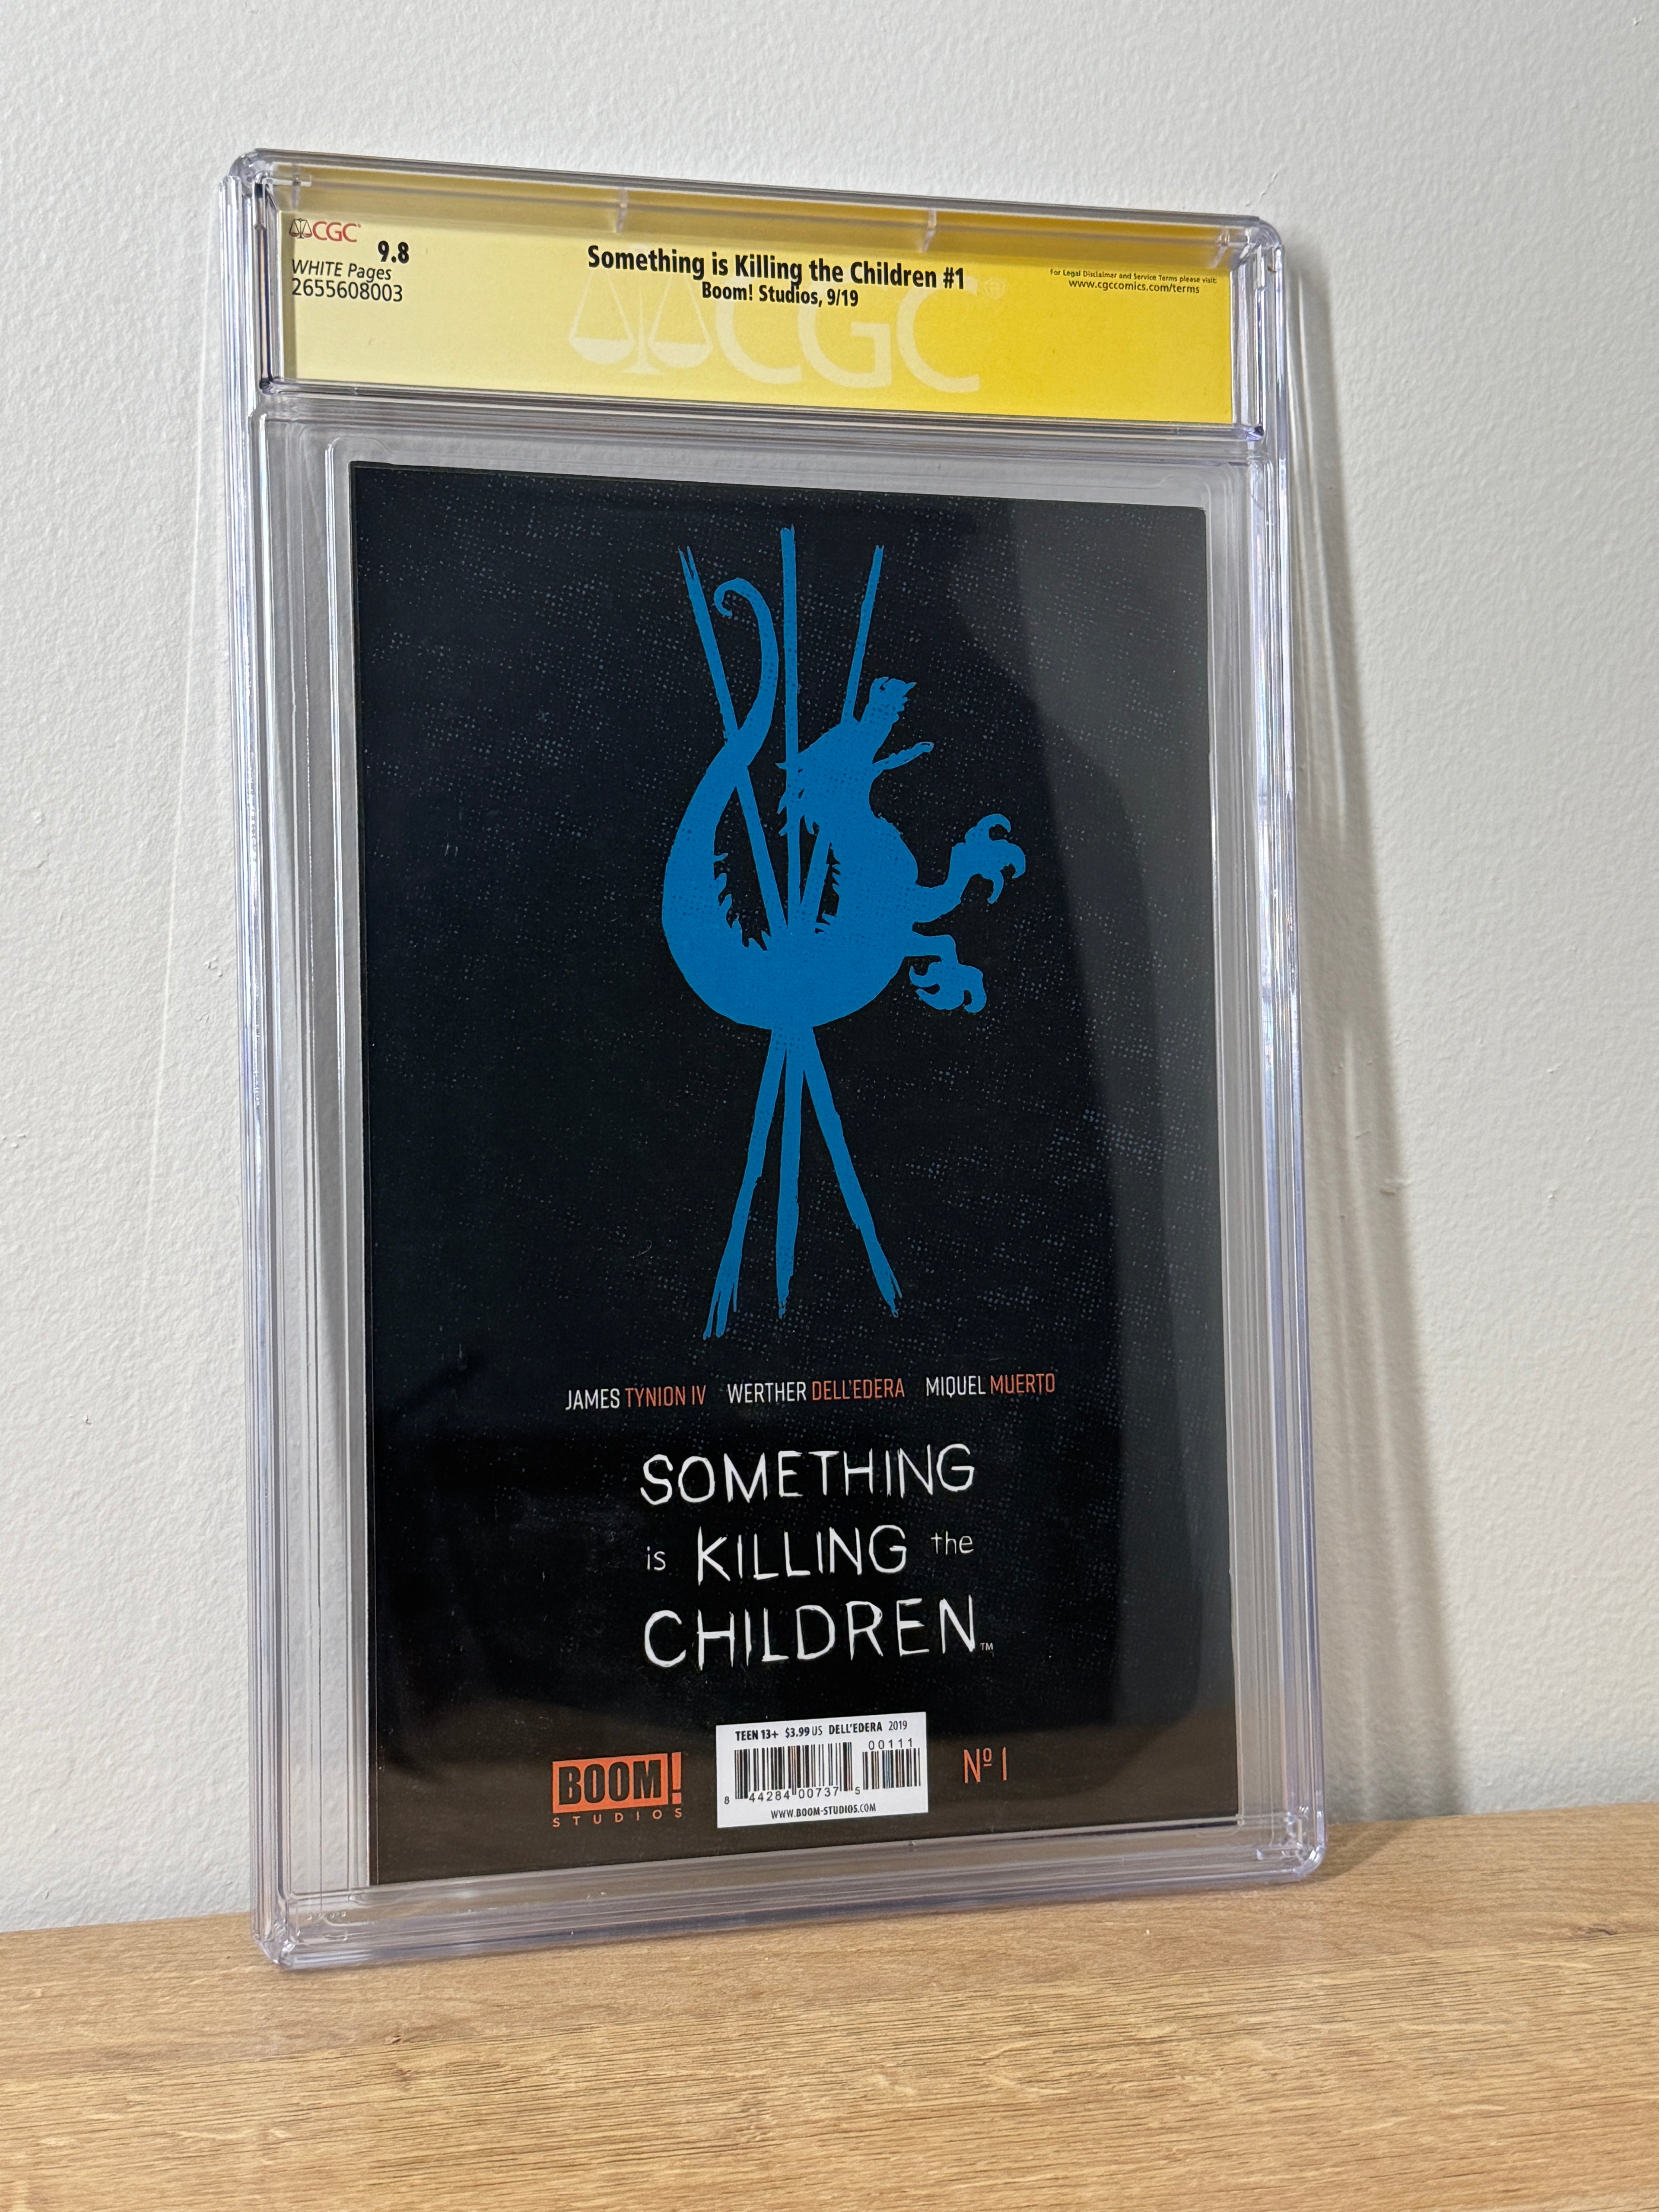 CGC
9.8
WHITE Pages
2655608003
Something is Killing the Children #1
Boom! Studios, 9/19
For Legal Disclaimer and Service Terms please visit:
www.cgccomics.com/terms
CGC
JAMES TYNION IV WERTHER DELL'EDERA MIQUEL MUERTO
SOMETHING
is KILLING the
CHILDREN™
BOOM!
STUDIOS
TEEN 13+ $3.99 US DELL'EDERA 2019
00111
8 44284 00737 5
WWW.BOOM-STUDIOS.COM
Nº 1